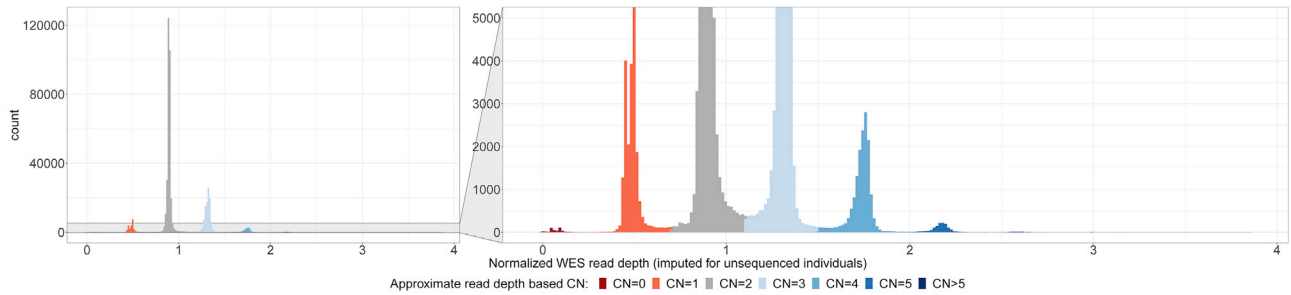 120000
80000
40000
0
count
0 1 2 3 4
5000
4000
3000
2000
1000
0
0 1 2 3 4
Normalized WES read depth (imputed for unsequenced individuals)
Approximate read depth based CN: CN=0 CN=1 CN=2 CN=3 CN=4 CN=5 CN>5